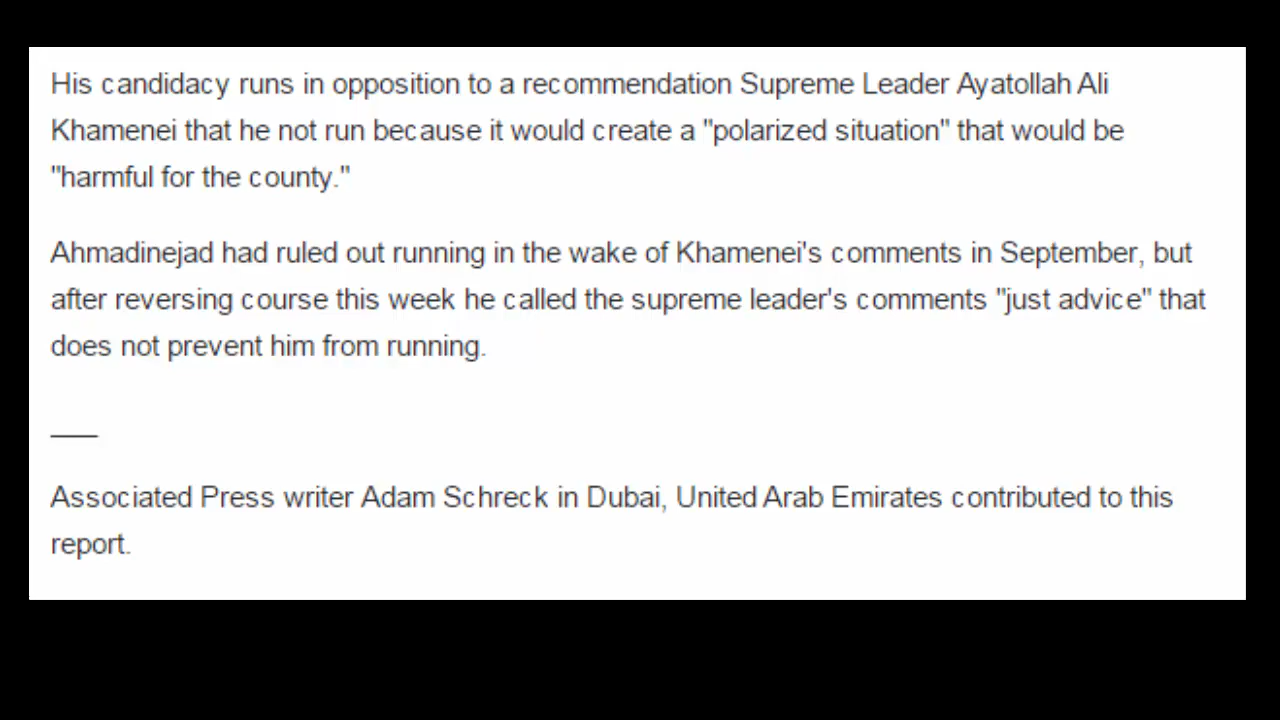 His candidacy runs in opposition to a recommendation Supreme Leader Ayatollah Ali
Khamenei that he not run because it would create a "polarized situation" that would be
"harmful for the county."
Ahmadinejad had ruled out running in the wake of Khamenei's comments in September, but
after reversing course this week he called the supreme leader's comments "just advice" that
does not prevent him from running.
___
Associated Press writer Adam Schreck in Dubai, United Arab Emirates contributed to this
report.